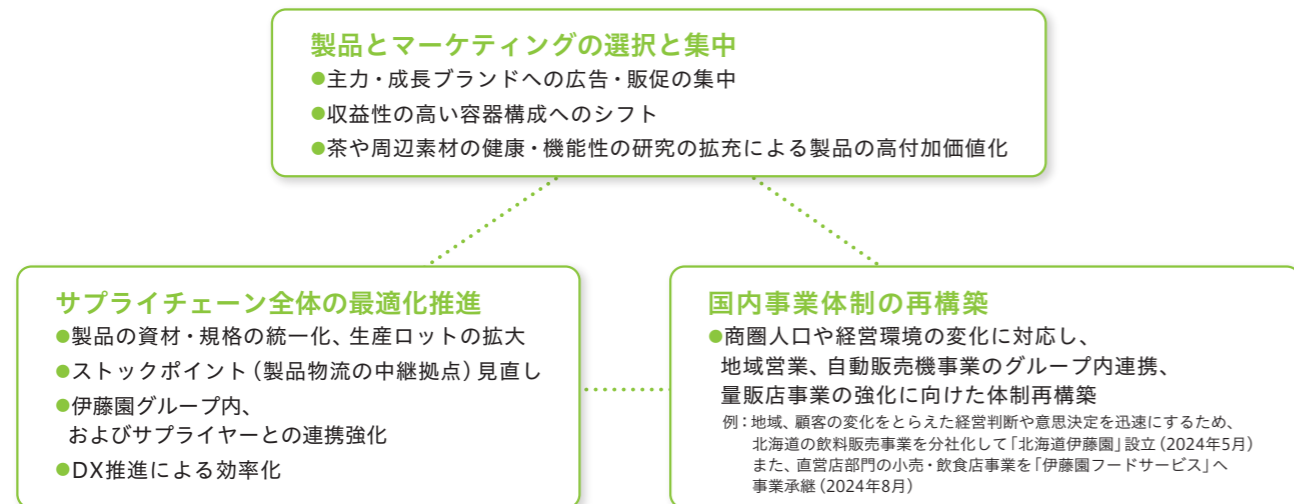 製品とマーケティングの選択と集中
●主力・成長ブランドへの広告・販促の集中
●収益性の高い容器構成へのシフト
●茶や周辺素材の健康・機能性の研究の拡充による製品の高付加価値化
サプライチェーン全体の最適化推進
●製品の資材・規格の統一化、生産ロットの拡大
●ストックポイント(製品物流の中継拠点)見直し
●伊藤園グループ内、
およびサプライヤーとの連携強化
●DX推進による効率化
国内事業体制の再構築
●商圏人口や経営環境の変化に対応し、
地域営業、自動販売機事業のグループ内連携、
量販店事業の強化に向けた体制再構築
例:地域、顧客の変化をとらえた経営判断や意思決定を迅速にするため、
北海道の飲料販売事業を分社化して「北海道伊藤園」設立(2024年5月)
また、直営店部門の小売・飲食店事業を「伊藤園フードサービス」へ
事業承継(2024年8月)